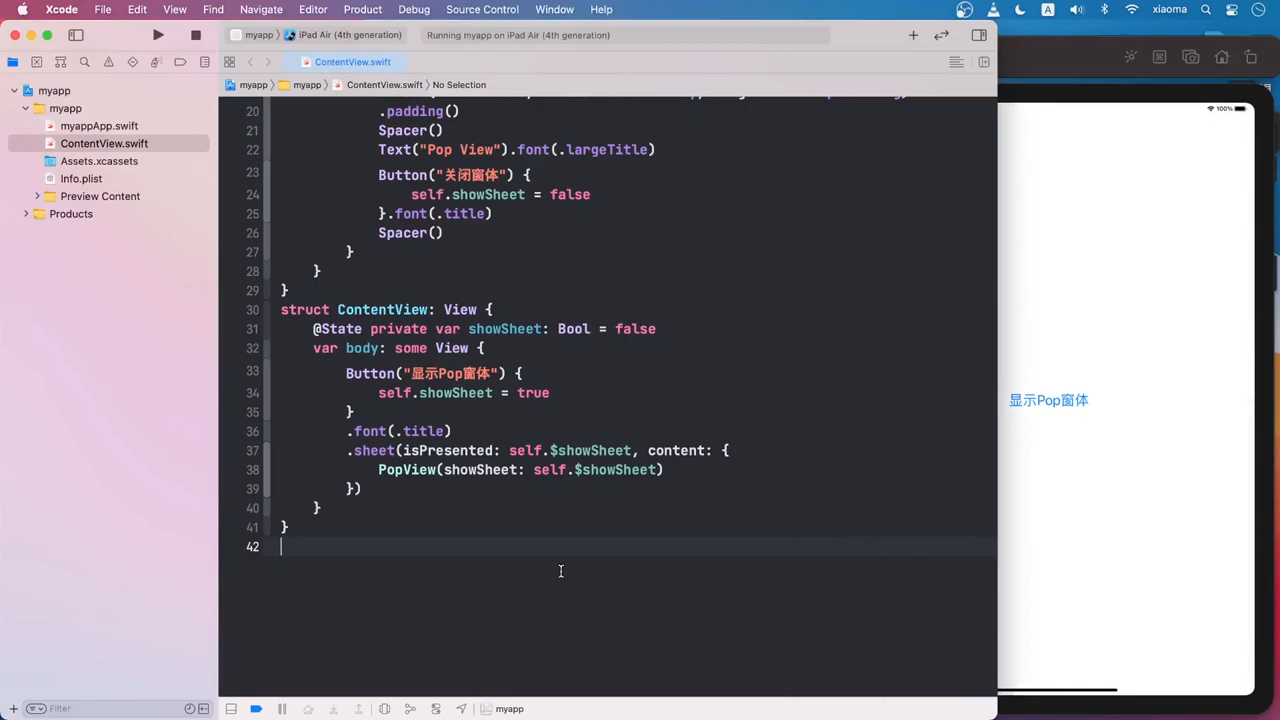 Xcode File Edit View Find Navigate Editor Product Debug Source Control Window Help A xiaoma
myapp iPad Air (4th generation) Running myapp on iPad Air (4th generation)
ContentView.swift
myapp myapp ContentView.swift No Selection
myapp
myapp
myappApp.swift
ContentView.swift
Assets.xcassets
Info.plist
Preview Content
Products
20 .padding()
21 Spacer()
22 Text("Pop View").font(.largeTitle)
23 Button("关闭窗体") {
24 self.showSheet = false
25 }.font(.title)
26 Spacer()
27 }
28 }
29 }
30 struct ContentView: View {
31 @State private var showSheet: Bool = false
32 var body: some View {
33 Button("显示Pop窗体") {
34 self.showSheet = true
35 }
36 .font(.title)
37 .sheet(isPresented: self.$showSheet, content: {
38 PopView(showSheet: self.$showSheet)
39 })
40 }
41 }
42
100%
显示Pop窗体
Filter
myapp